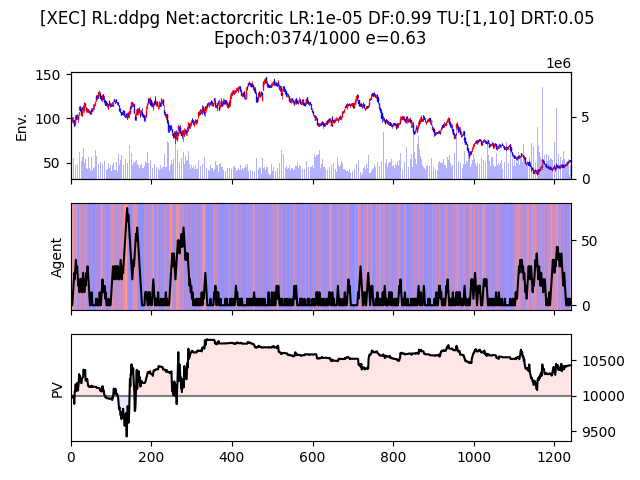 [XEC] RL:ddpg Net:actorcritic LR:1e-05 DF:0.99 TU:[1,10] DRT:0.05
Epoch:0374/1000 e=0.63
1e6
150
100
50
Env.
5
0
Agent
50
0
PV
10500
10000
9500
0
200
400
600
800
1000
1200